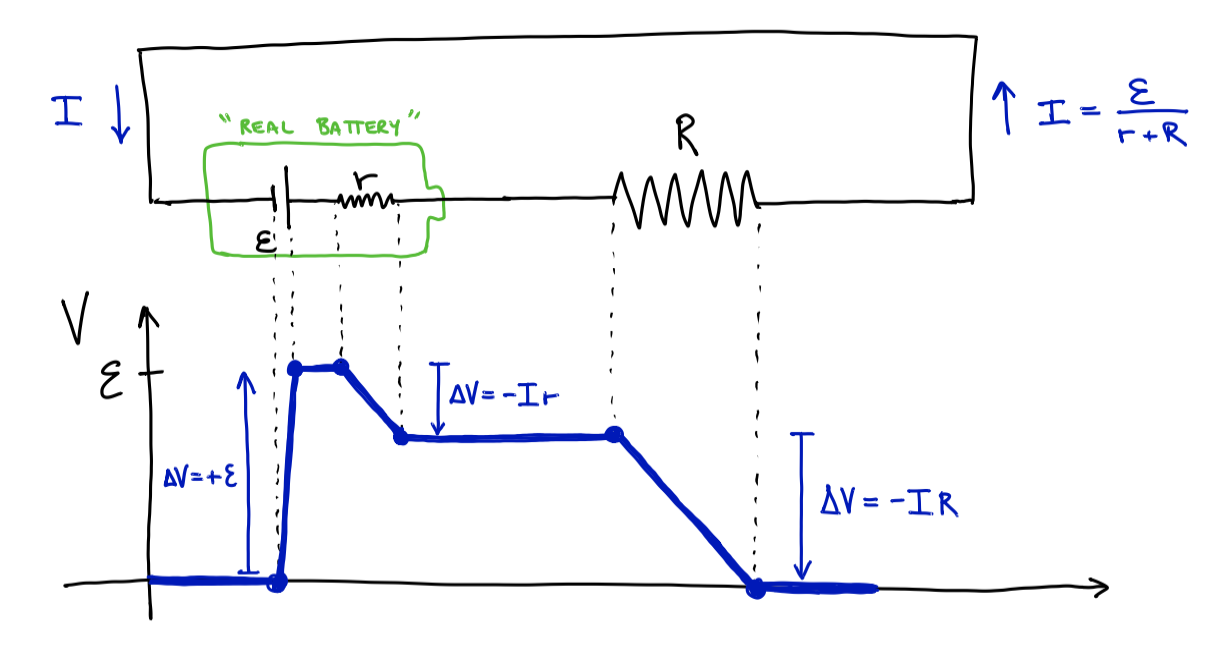 I
"REAL BATTERY"
r
ε
R
I = ε / (r + R)
V
ε
ΔV = +ε
ΔV = -Ir
ΔV = -IR